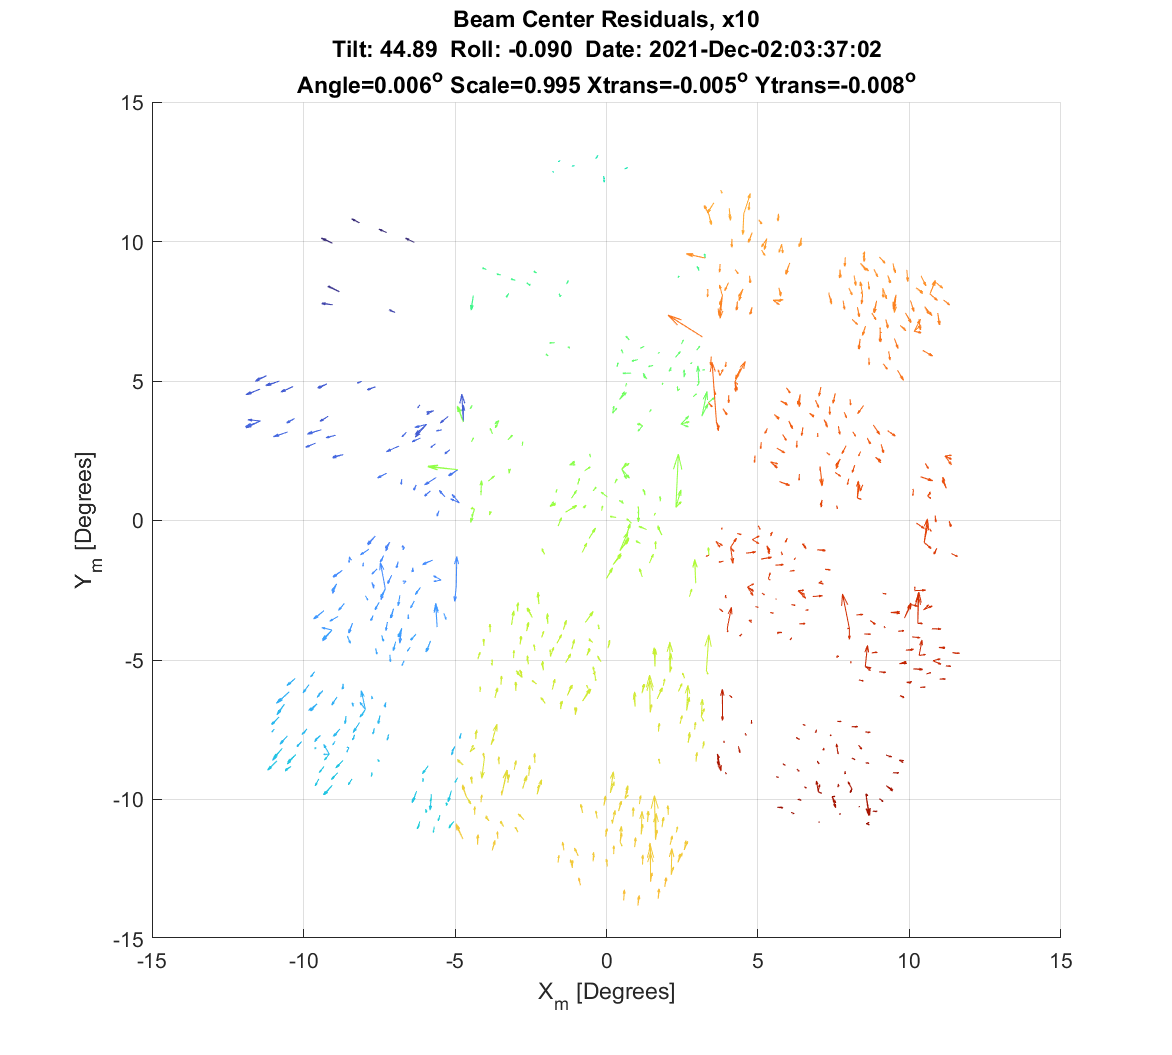 Beam Center Residuals, x10
Tilt: 44.89 Roll: -0.090 Date: 2021-Dec-02:03:37:02
Angle=0.006° Scale=0.995 Xtrans=-0.005° Ytrans=-0.008°
15
10
5
0
-5
-10
-15
Y_m [Degrees]
-15 -10 -5 0 5 10 15
X_m [Degrees]